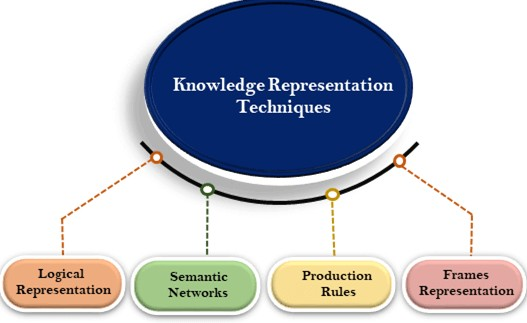 Knowledge Representation
Techniques
Logical
Representation
Semantic
Networks
Production
Rules
Frames
Representation